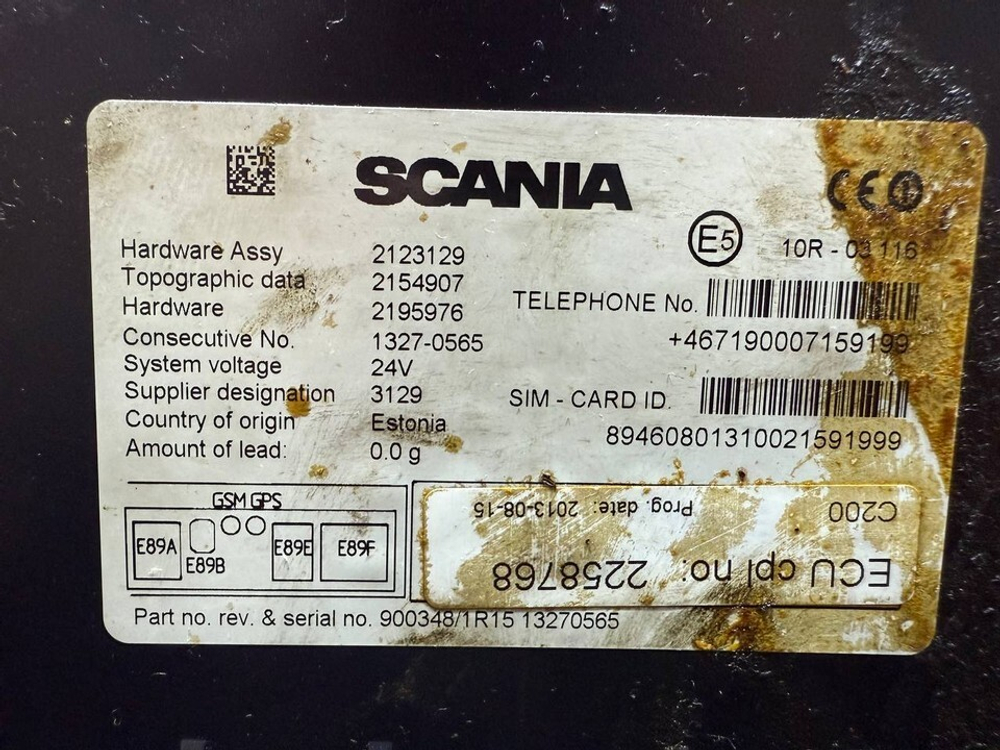 SCANIA
CE
E5
10R - 03 116
Hardware Assy 2123129
Topographic data 2154907
Hardware 2195976
Consecutive No. 1327-0565
System voltage 24V
Supplier designation 3129
Country of origin Estonia
Amount of lead: 0.0 g
TELEPHONE No.
+467190007159199
SIM - CARD ID.
89460801310021591999
GSM GPS
E89A
E89B
E89E
E89F
ECU cpl no: 2258768
C200 Prog. date: 2013-08-15
Part no. rev. & serial no. 900348/1R15 13270565